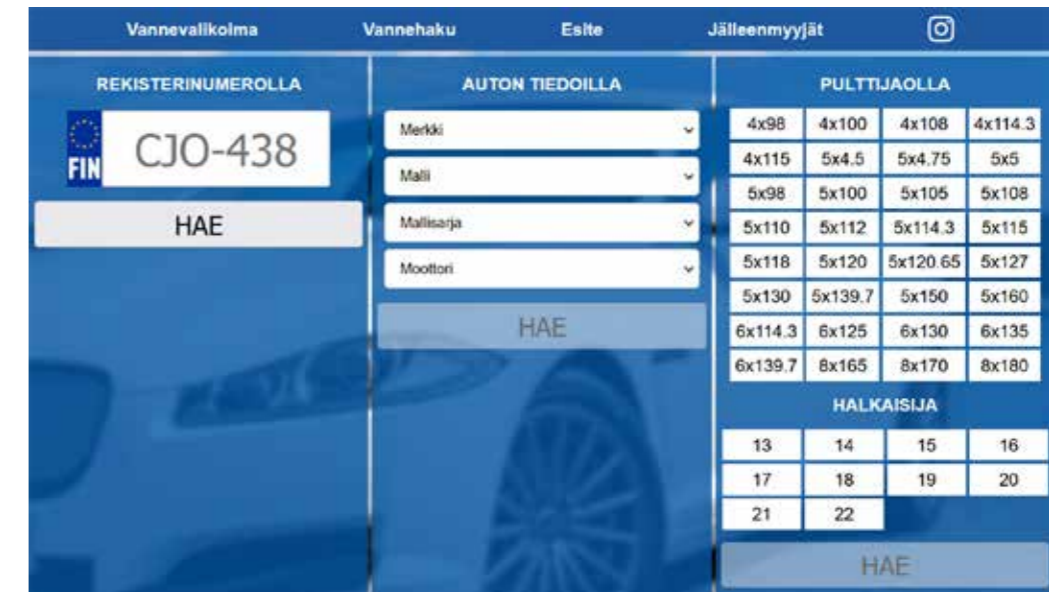 Vannevalikoima Vannehaku Esite Jälleenmyyjät
REKISTERINUMEROLLA
FIN CJO-438
HAE
AUTON TIEDOILLA
Merkki
Malli
Mallisarja
Moottori
HAE
PULTTIJAOLLA
4x98 4x100 4x108 4x114.3
4x115 5x4.5 5x4.75 5x5
5x98 5x100 5x105 5x108
5x110 5x112 5x114.3 5x115
5x118 5x120 5x120.65 5x127
5x130 5x139.7 5x150 5x160
6x114.3 6x125 6x130 6x135
6x139.7 8x165 8x170 8x180
HALKAISIJA
13 14 15 16
17 18 19 20
21 22
HAE